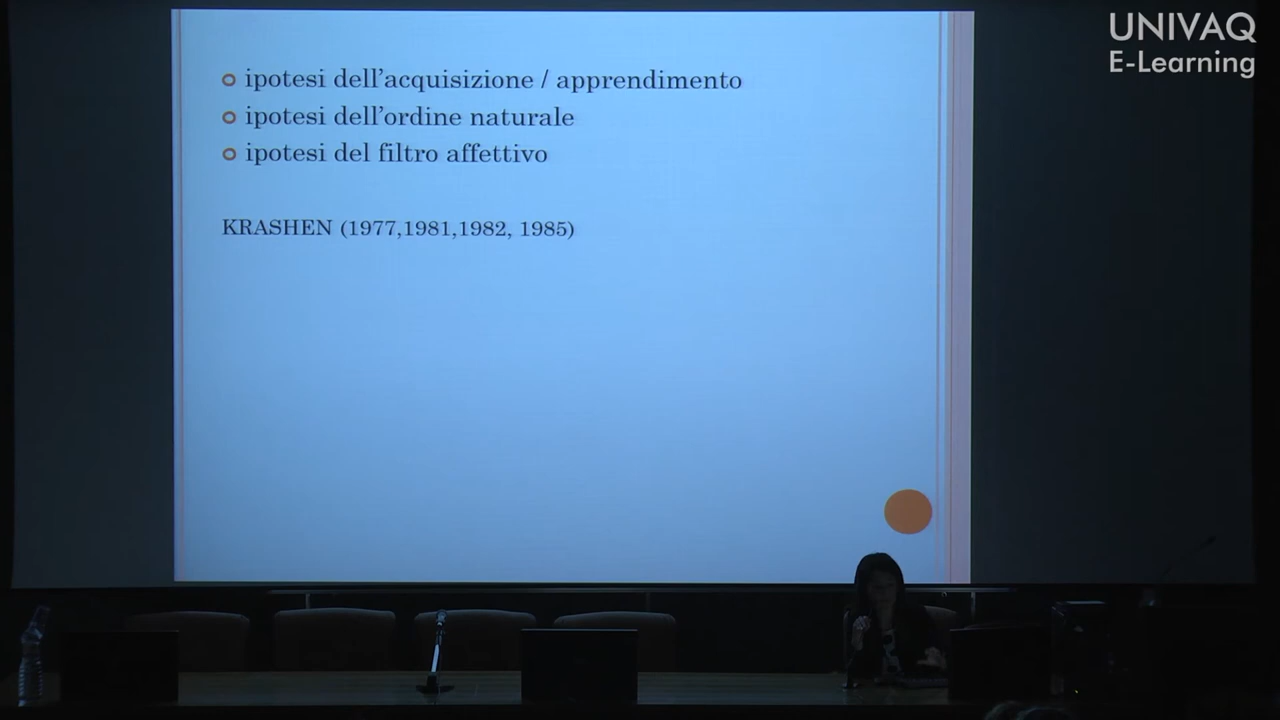 UNIVAQ
E-Learning
ipotesi dell'acquisizione / apprendimento
ipotesi dell'ordine naturale
ipotesi del filtro affettivo
KRASHEN (1977,1981,1982, 1985)